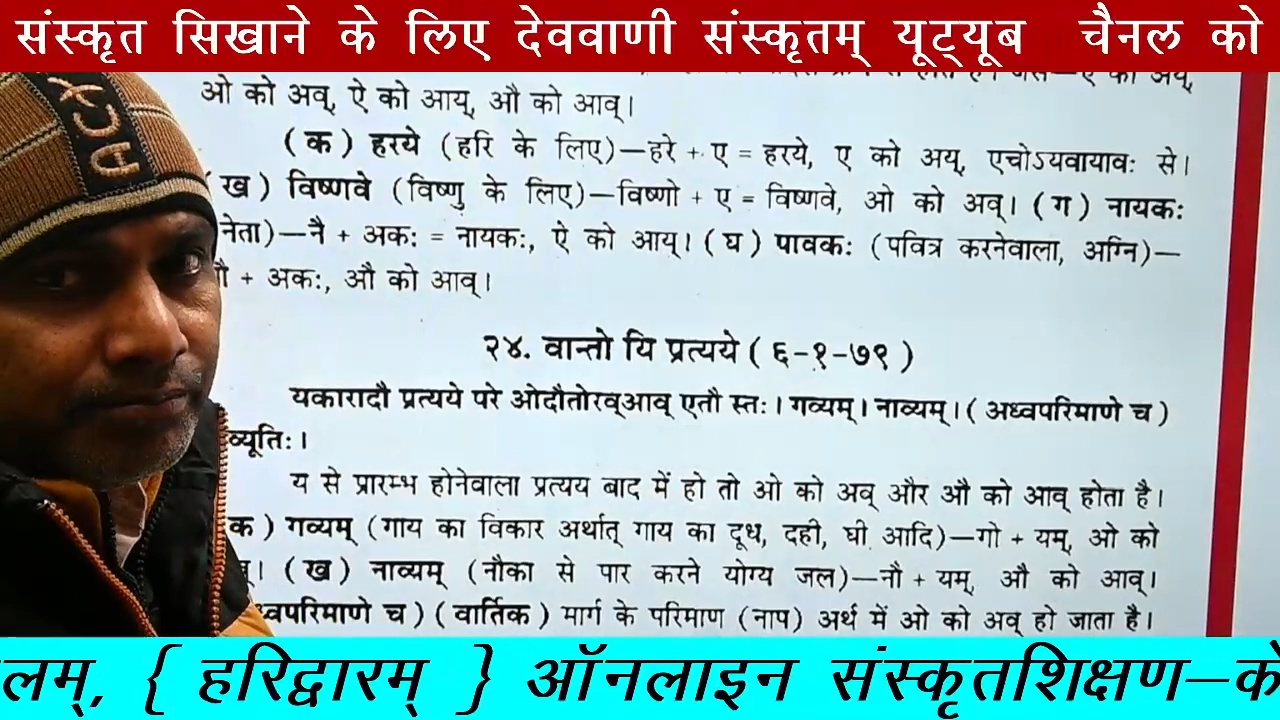 संस्कृत सिखाने के लिए देववाणी संस्कृतम् यूट्यूब चैनल को
ओ को अव्, ऐ को आय्, औ को आव्।
( क ) हरये (हरि के लिए)—हरे + ए = हरये, ए को अय्, एचोऽयवायावः से।
ख ) विष्णवे (विष्णु के लिए)—विष्णो + ए = विष्णवे, ओ को अव्। ( ग ) नायकः
नेता)—नै + अकः = नायकः, ऐ को आय्। ( घ ) पावकः (पवित्र करनेवाला, अग्नि)—
+ अकः, औ को आव्।
२४. वान्तो यि प्रत्यये ( ६-१-७९ )
यकारादौ प्रत्यये परे ओदौतोरव्आव् एतौ स्तः। गव्यम्। नाव्यम्। ( अध्वपरिमाणे च )
व्यूतिः।
य से प्रारम्भ होनेवाला प्रत्यय बाद में हो तो ओ को अव् और औ को आव् होता है।
क ) गव्यम् (गाय का विकार अर्थात् गाय का दूध, दही, घी आदि)—गो + यम्, ओ को
( ख ) नाव्यम् (नौका से पार करने योग्य जल)—नौ + यम्, औ को आव्।
ध्वपरिमाणे च ) ( वार्तिक ) मार्ग के परिमाण (नाप) अर्थ में ओ को अव् हो जाता है।
लम्, { हरिद्वारम् } ऑनलाइन संस्कृतशिक्षण–के
ACX